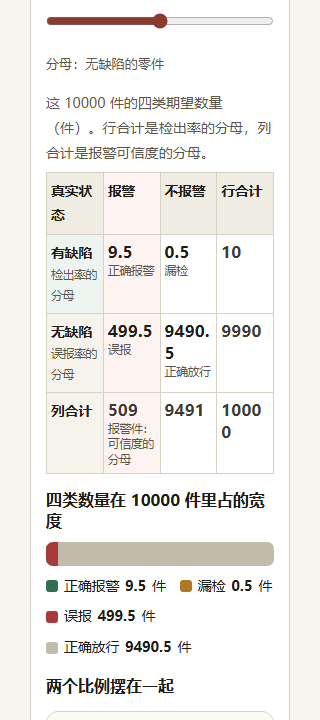 分母：无缺陷的零件
这 10000 件的四类期望数量
（件）。行合计是检出率的分母，列
合计是报警可信度的分母。
真实状态 报警 不报警 行合计
有缺陷 9.5 0.5 10
检出率的分母 正确报警 漏检
无缺陷 499.5 9490.5 9990
误报率的分母 误报 正确放行
列合计 509 9491 10000
报警件：可信度的分母
四类数量在 10000 件里占的宽
度
正确报警 9.5 件 漏检 0.5 件
误报 499.5 件
正确放行 9490.5 件
两个比例摆在一起